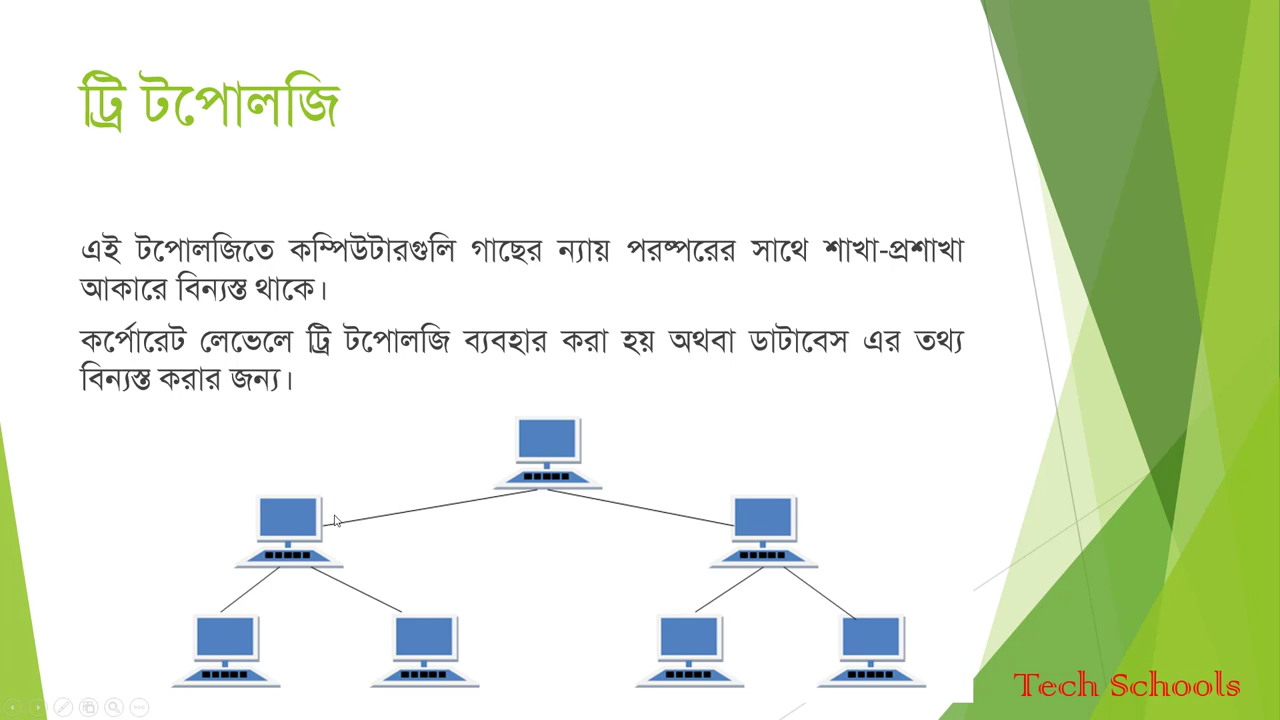 ট্রি টপোলজি
এই টপোলজিতে কম্পিউটারগুলি গাছের ন্যায় পরষ্পরের সাথে শাখা-প্রশাখা
আকারে বিন্যস্ত থাকে।
কর্পোরেট লেভেলে ট্রি টপোলজি ব্যবহার করা হয় অথবা ডাটাবেস এর তথ্য
বিন্যস্ত করার জন্য।
Tech Schools